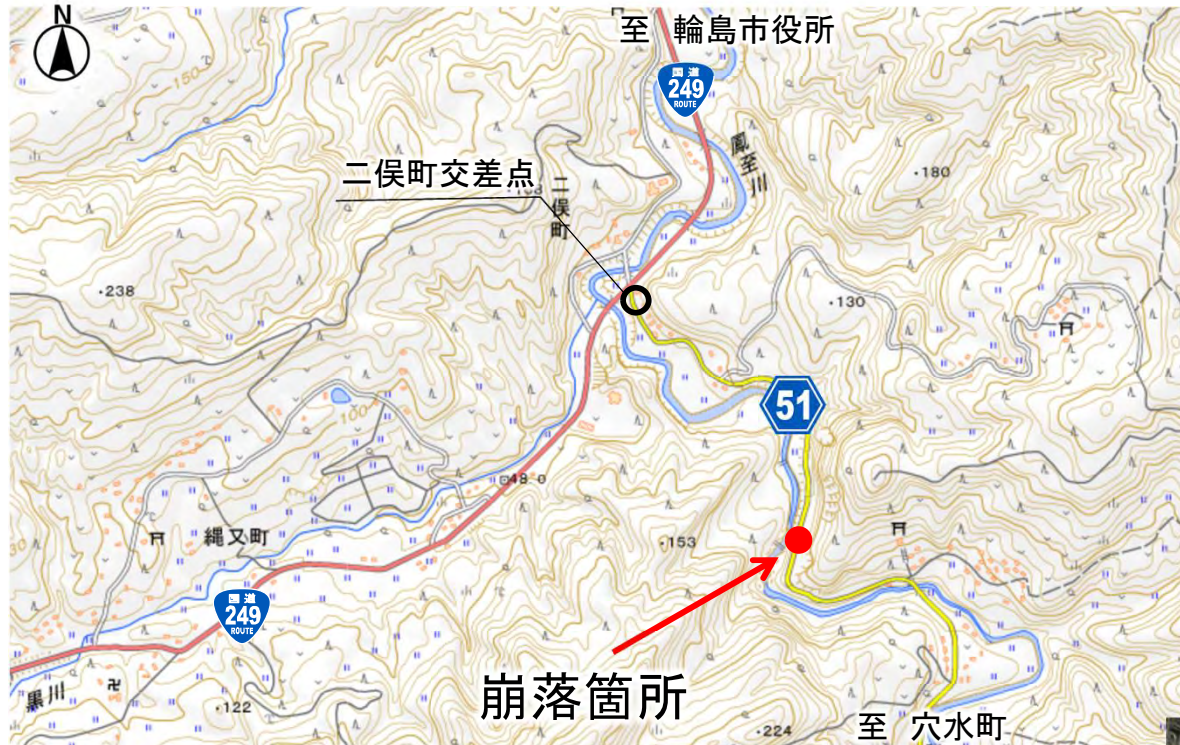 N
至 輪島市役所
国道
249
ROUTE
150
鳳至川
二俣町交差点
二俣町
・180
・238
・130
51
100
48.0
・153
縄又町
国道
249
ROUTE
黒川
・122
崩落箇所
・224
至 穴水町